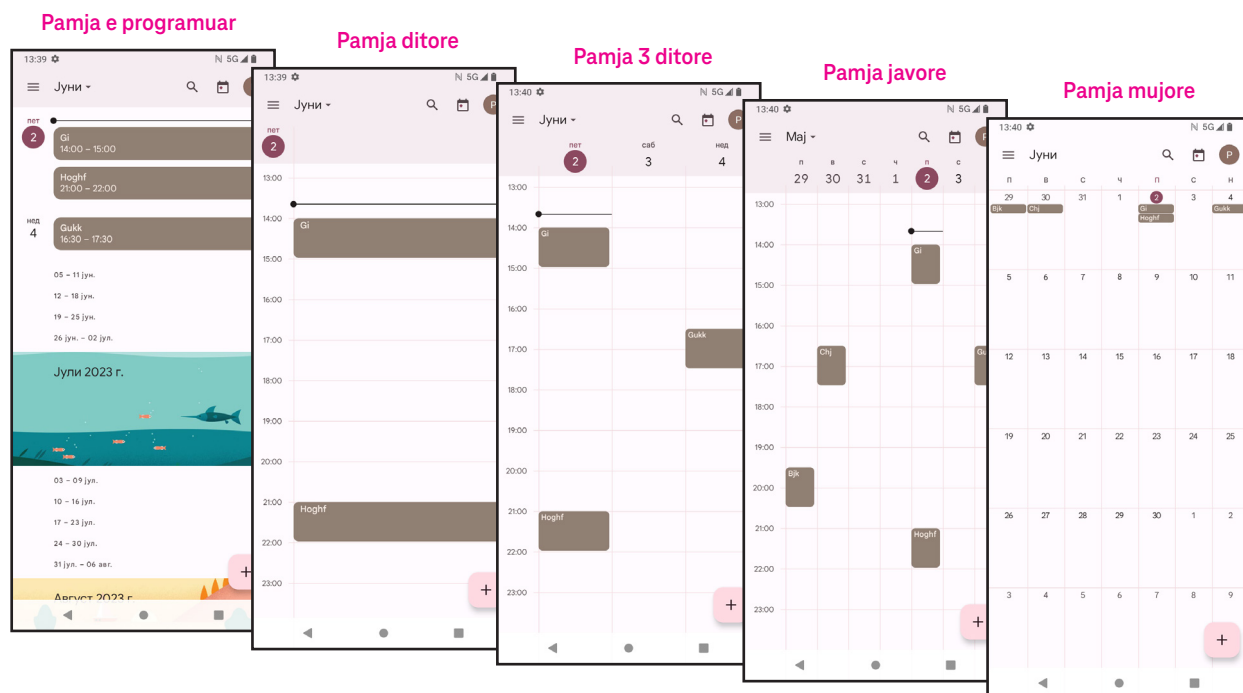 Pamja e programuar
13:39
5G
Јуни
пет
2
Gi
14:00 – 15:00
Hoghf
21:00 – 22:00
нед
4
Gukk
16:30 – 17:30
05 – 11 јун.
12 – 18 јун.
19 – 25 јун.
26 јун. – 02 јул.
Јули 2023 г.
03 – 09 јул.
10 – 16 јул.
17 – 23 јул.
24 – 30 јул.
31 јул. – 06 авг.
Август 2023 г.
+
Pamja ditore
13:39
5G
Јуни
P
пет
2
13:00
14:00
Gi
15:00
16:00
17:00
18:00
19:00
20:00
21:00
Hoghf
22:00
23:00
+
Pamja 3 ditore
13:40
5G
Јуни
P
пет саб нед
2 3 4
13:00
14:00
Gi
15:00
16:00
Gukk
17:00
18:00
19:00
20:00
21:00
Hoghf
22:00
23:00
+
Pamja javore
13:40
5G
Мај
P
п в с ч п с
29 30 31 1 2 3
13:00
14:00
Gi
15:00
16:00
Chj Gu
17:00
18:00
19:00
Bjk
20:00
21:00
Hoghf
22:00
23:00
+
Pamja mujore
13:40
5G
Јуни
P
п в с ч п с н
29 30 31 1 2 3 4
Bjk Chj Gi Gukk
Hoghf
5 6 7 8 9 10 11
12 13 14 15 16 17 18
19 20 21 22 23 24 25
26 27 28 29 30 1 2
3 4 5 6 7 8 9
+